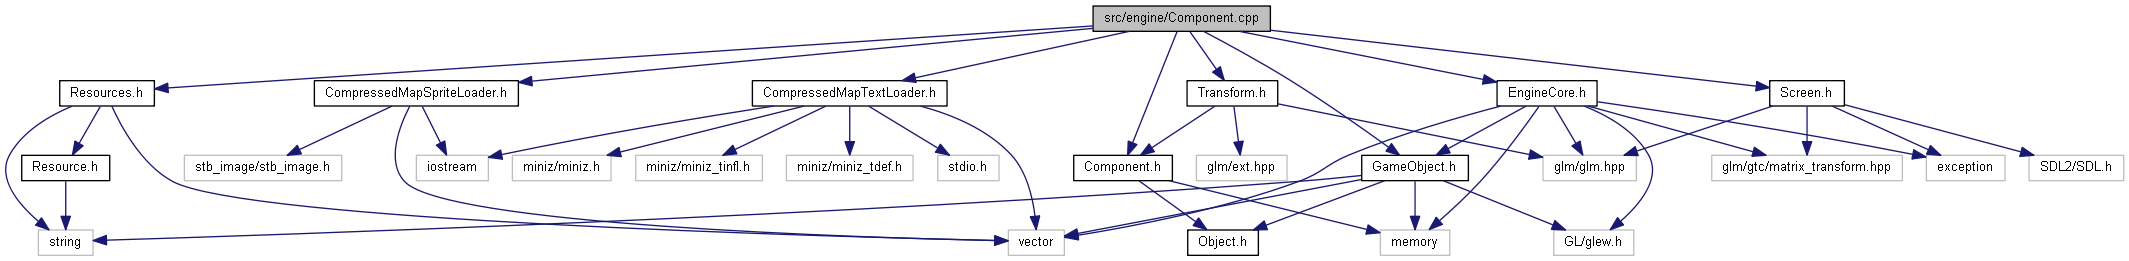 src/engine/Component.cpp
Resources.h
CompressedMapSpriteLoader.h
CompressedMapTextLoader.h
Transform.h
EngineCore.h
Screen.h
Resource.h
stb_image/stb_image.h
iostream
miniz/miniz.h
miniz/miniz_tinfl.h
miniz/miniz_tdef.h
stdio.h
Component.h
glm/ext.hpp
GameObject.h
glm/glm.hpp
glm/gtc/matrix_transform.hpp
exception
SDL2/SDL.h
string
vector
Object.h
memory
GL/glew.h